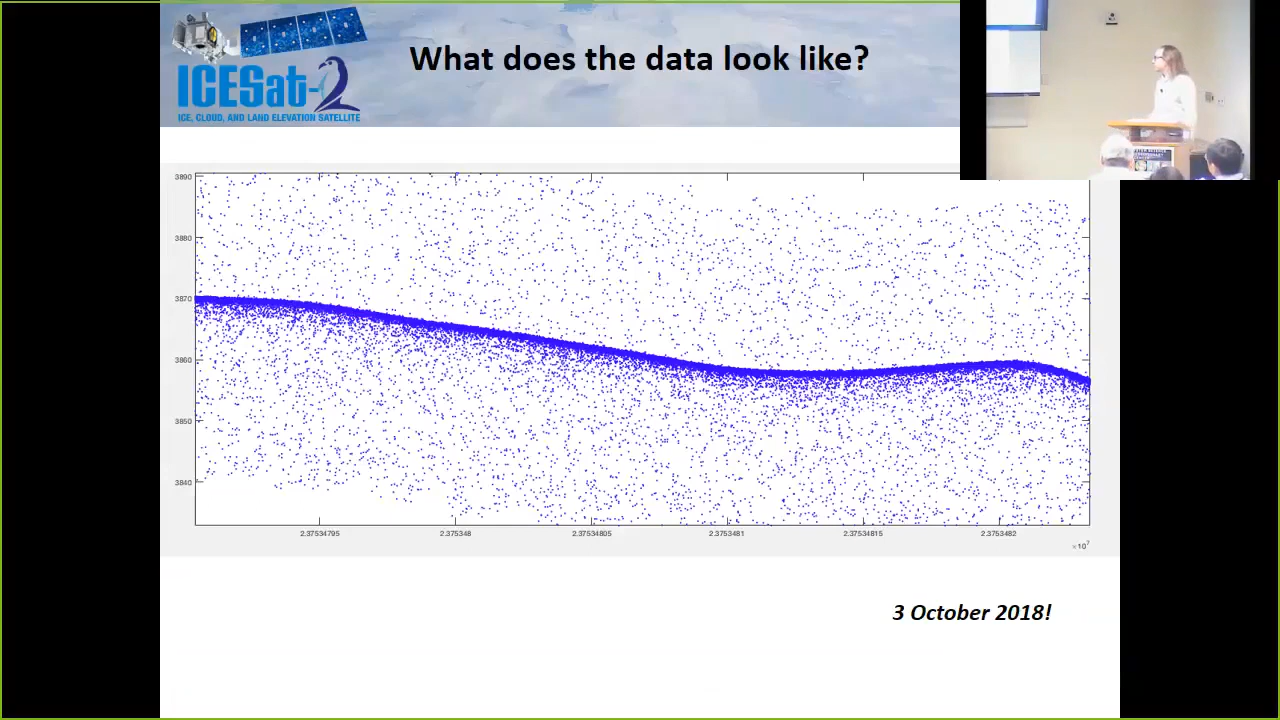 What does the data look like?
ICESat-2
ICE, CLOUD, AND LAND ELEVATION SATELLITE
3890
3880
3870
3860
3850
3840
2.37534795 2.3753480 2.37534805 2.3753481 2.37534815 2.3753482
×10⁷
3 October 2018!